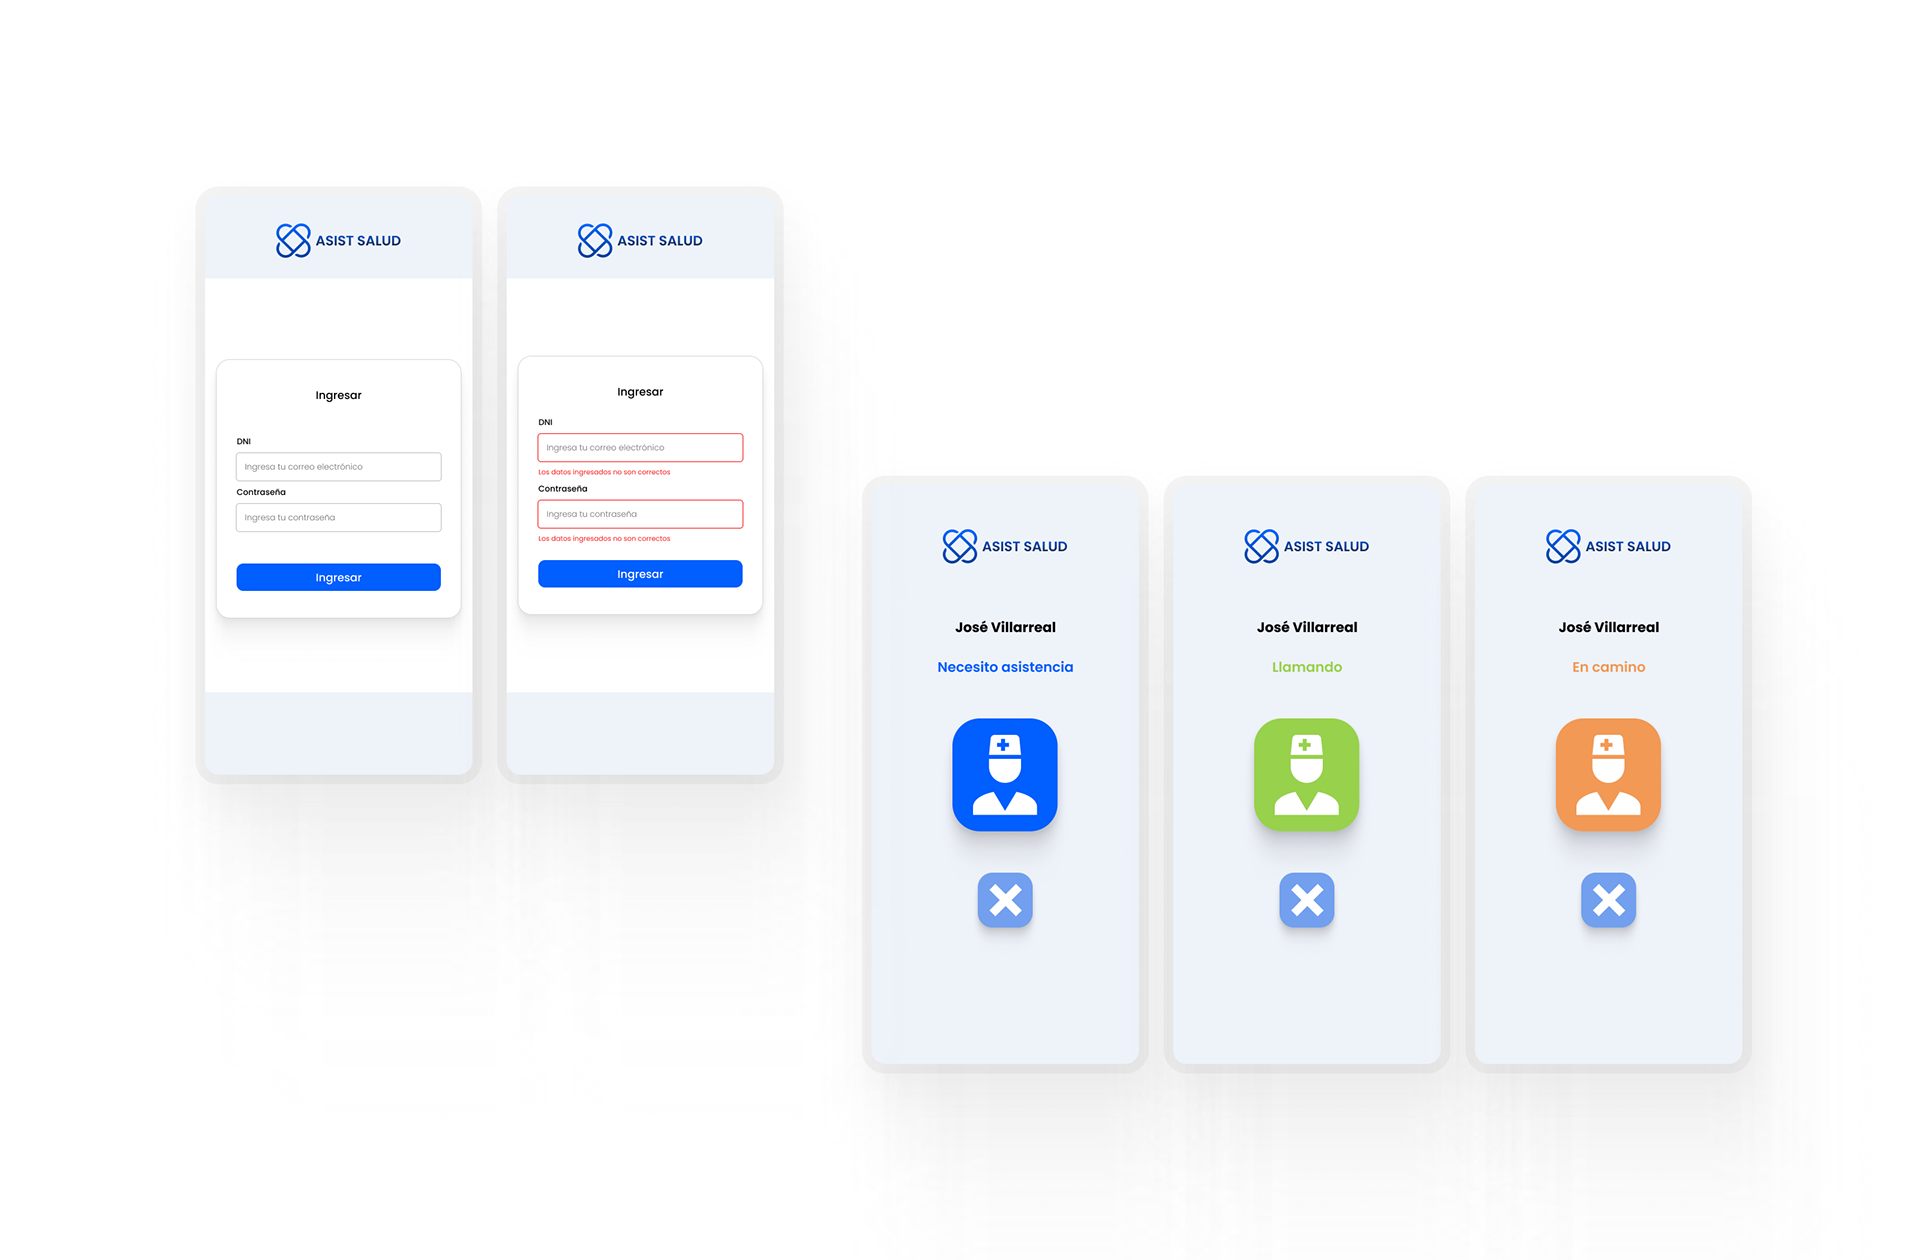 ASIST SALUD
Ingresar
DNI
Ingresa tu correo electrónico
Contraseña
Ingresa tu contraseña
Ingresar
ASIST SALUD
Ingresar
DNI
Ingresa tu correo electrónico
Los datos ingresados no son correctos
Contraseña
Ingresa tu contraseña
Los datos ingresados no son correctos
Ingresar
ASIST SALUD
José Villarreal
Necesito asistencia
ASIST SALUD
José Villarreal
Llamando
ASIST SALUD
José Villarreal
En camino